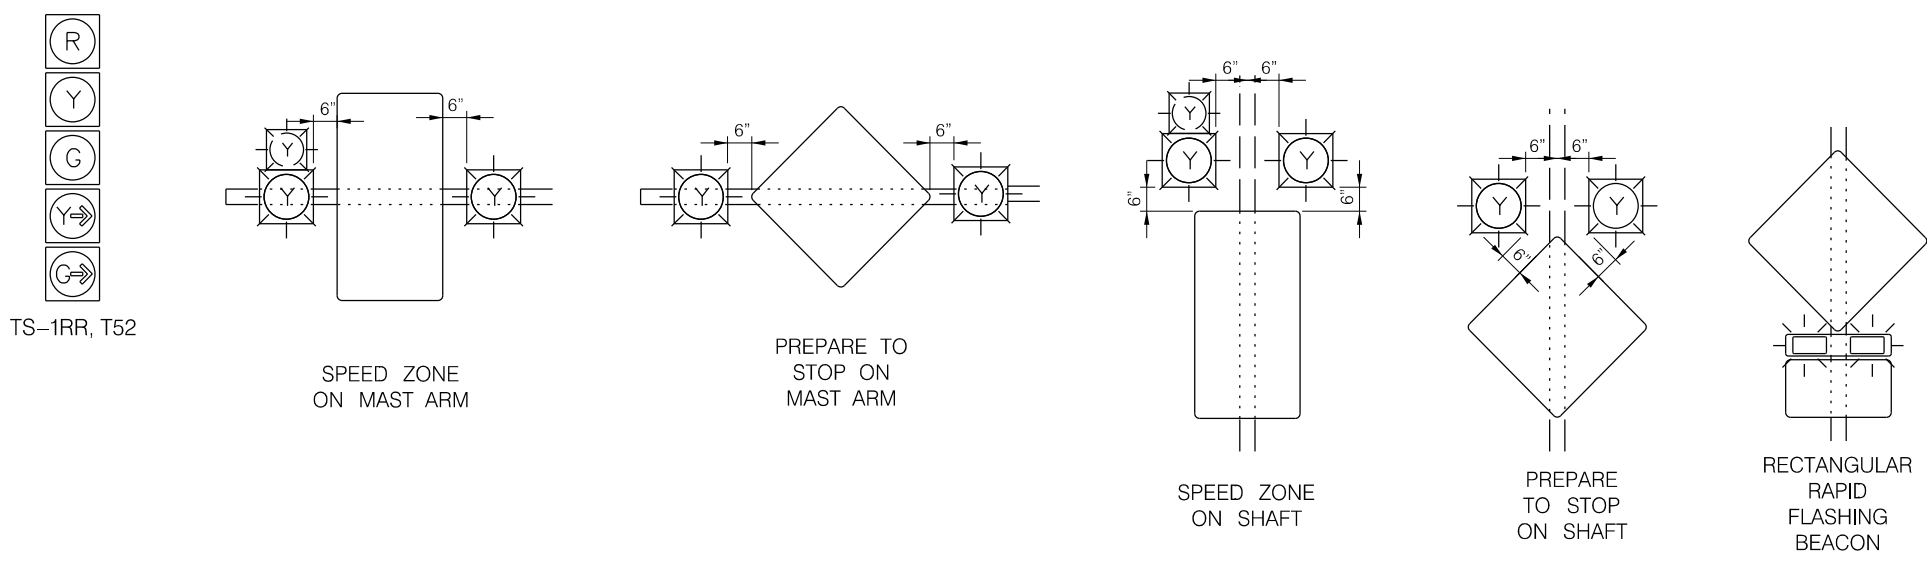 R
Y
G
Y
G
TS-1RR, T52
6"
6"
Y
Y
Y
SPEED ZONE
ON MAST ARM
6"
6"
Y
Y
PREPARE TO
STOP ON
MAST ARM
6"
6"
Y
Y
Y
6"
6"
SPEED ZONE
ON SHAFT
6"
6"
Y
Y
6"
6"
PREPARE
TO STOP
ON SHAFT
RECTANGULAR
RAPID
FLASHING
BEACON